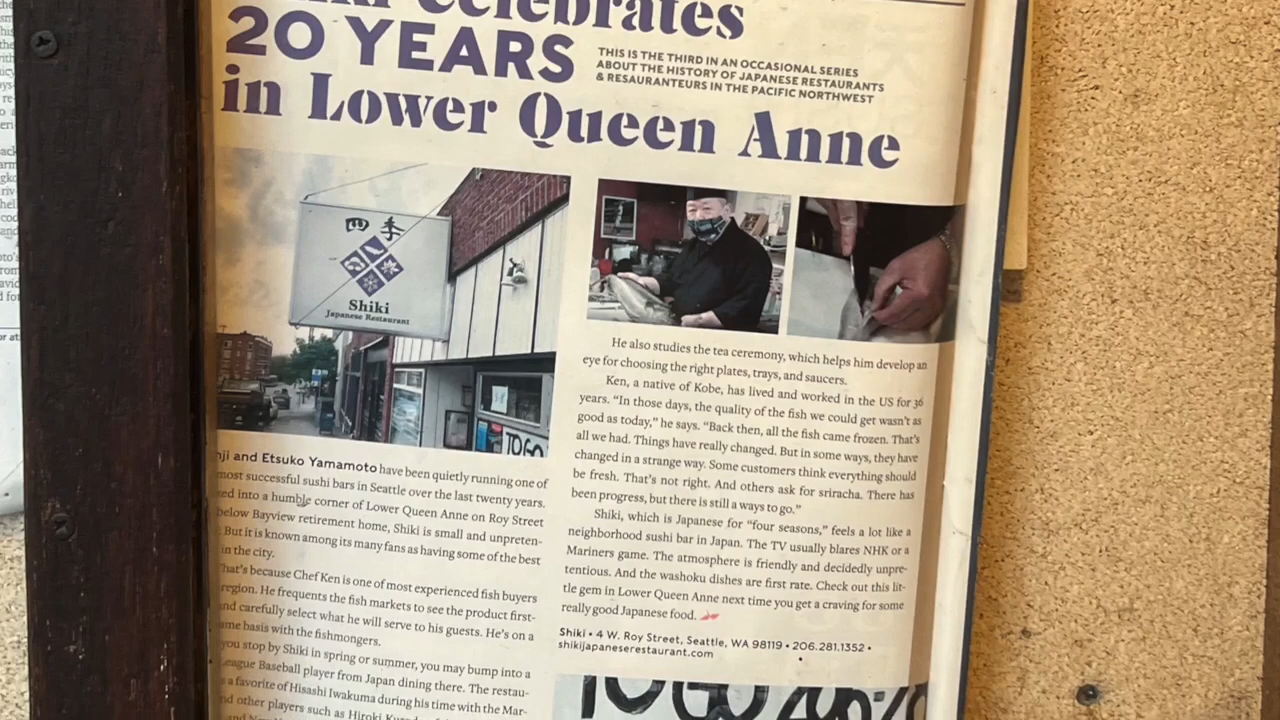 Celebrates
20 YEARS
in Lower Queen Anne
THIS IS THE THIRD IN AN OCCASIONAL SERIES
ABOUT THE HISTORY OF JAPANESE RESTAURANTS
& RESAURANTEURS IN THE PACIFIC NORTHWEST
四季
Shiki
Japanese Restaurant
TO GO
and Etsuko Yamamoto have been quietly running one of
most successful sushi bars in Seattle over the last twenty years.
into a humble corner of Lower Queen Anne on Roy Street
below Bayview retirement home, Shiki is small and unpreten-
But it is known among its many fans as having some of the best
in the city.
That's because Chef Ken is one of most experienced fish buyers
region. He frequents the fish markets to see the product first-
and carefully select what he will serve to his guests. He's on a
basis with the fishmongers.
you stop by Shiki in spring or summer, you may bump into a
League Baseball player from Japan dining there. The restau-
a favorite of Hisashi Iwakuma during his time with the Mar-
and other players such as Hiroki
He also studies the tea ceremony, which helps him develop an
eye for choosing the right plates, trays, and saucers.
Ken, a native of Kobe, has lived and worked in the US for 36
years. “In those days, the quality of the fish we could get wasn't as
good as today,” he says. “Back then, all the fish came frozen. That's
all we had. Things have really changed. But in some ways, they have
changed in a strange way. Some customers think everything should
be fresh. That's not right. And others ask for sriracha. There has
been progress, but there is still a ways to go.”
Shiki, which is Japanese for “four seasons,” feels a lot like a
neighborhood sushi bar in Japan. The TV usually blares NHK or a
Mariners game. The atmosphere is friendly and decidedly unpre-
tentious. And the washoku dishes are first rate. Check out this lit-
tle gem in Lower Queen Anne next time you get a craving for some
really good Japanese food.
Shiki • 4 W. Roy Street, Seattle, WA 98119 • 206.281.1352 •
shikijapaneserestaurant.com
TO GO